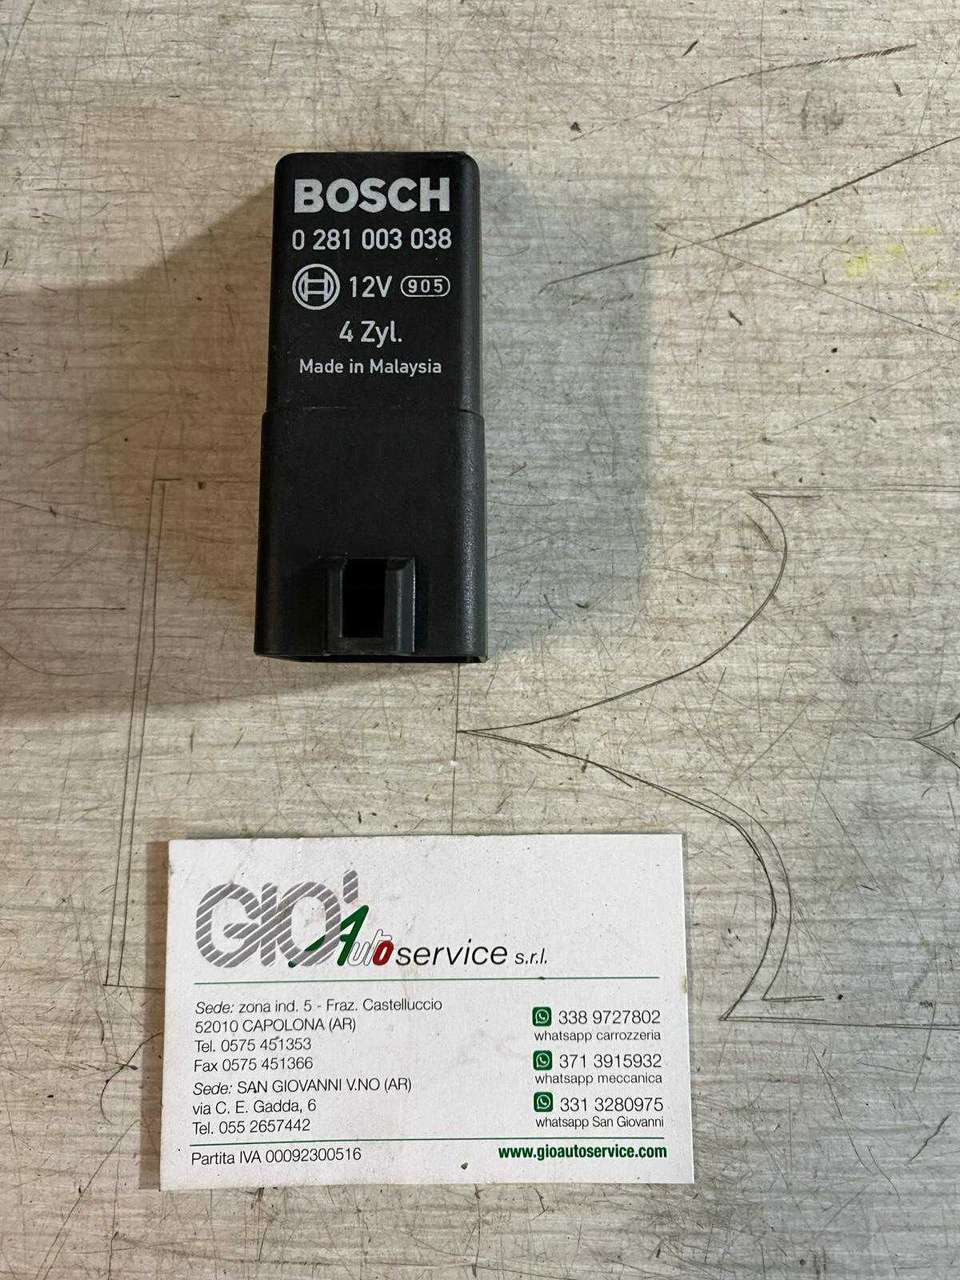 BOSCH
0 281 003 038
12V 905
4 Zyl.
Made in Malaysia
GIO' Autoservice s.r.l.
Sede: zona ind. 5 - Fraz. Castelluccio
52010 CAPOLONA (AR)
Tel. 0575 451353
Fax 0575 451366
Sede: SAN GIOVANNI V.NO (AR)
via C. E. Gadda, 6
Tel. 055 2657442
338 9727802
whatsapp carrozzeria
371 3915932
whatsapp meccanica
331 3280975
whatsapp San Giovanni
Partita IVA 00092300516
www.gioautoservice.com